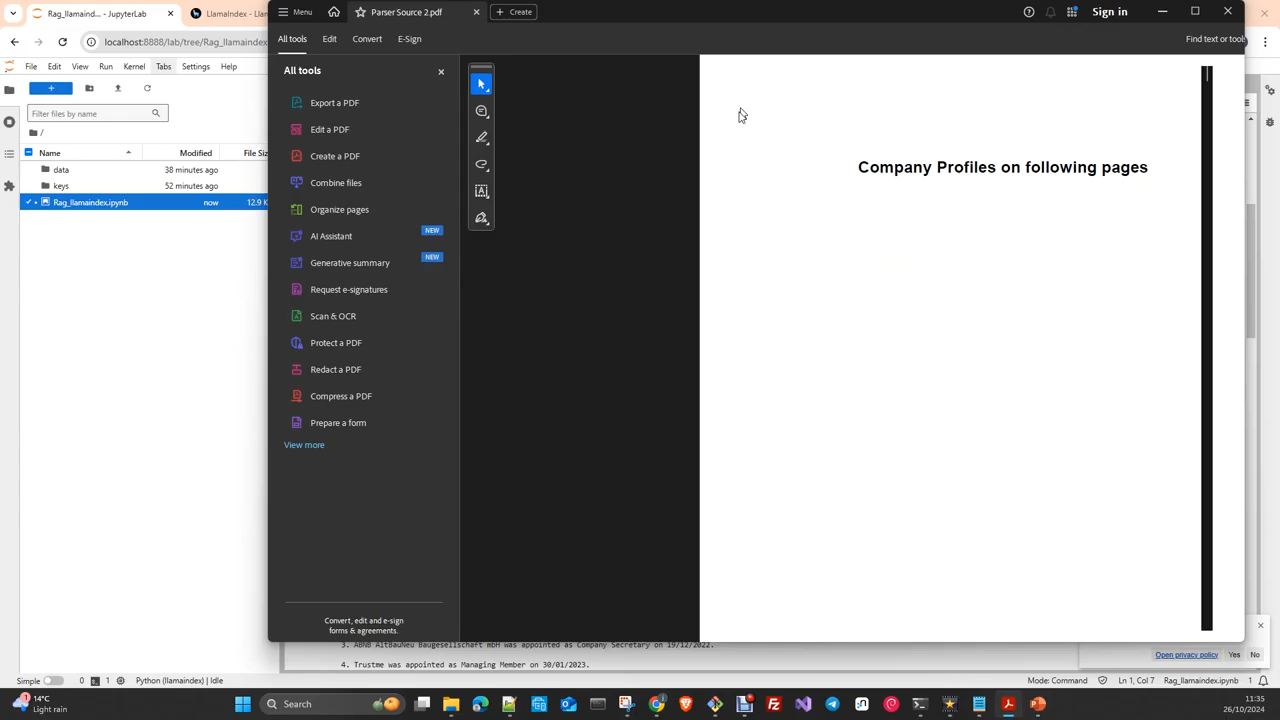 Rag_llamaind... - JupyterLab
LlamaIndex - Llam
localhost:8888/lab/tree/Rag_llamaindex
File Edit View Run Kernel Tabs Settings Help
Filter files by name
/
Name Modified File Siz
data 38 minutes ago
keys 52 minutes ago
Rag_llamaindex.ipynb now 12.9 K
Menu
Parser Source 2.pdf
Create
Sign in
All tools Edit Convert E-Sign
Find text or tools
All tools
Export a PDF
Edit a PDF
Create a PDF
Combine files
Organize pages
AI Assistant NEW
Generative summary NEW
Request e-signatures
Scan & OCR
Protect a PDF
Redact a PDF
Compress a PDF
Prepare a form
View more
Convert, edit and e-sign
forms & agreements.
Company Profiles on following pages
3. ABNB AltBauNeu Baugesellschaft mbH was appointed as Company Secretary on 19/12/2022.
4. Trustme was appointed as Managing Member on 30/01/2023.
Open privacy policy Yes No
Simple 0 1 Python (llamaindex) | Idle
Mode: Command Ln 1, Col 7 Rag_llamaindex.ipynb 1
14°C
Light rain
Search
11:35
26/10/2024